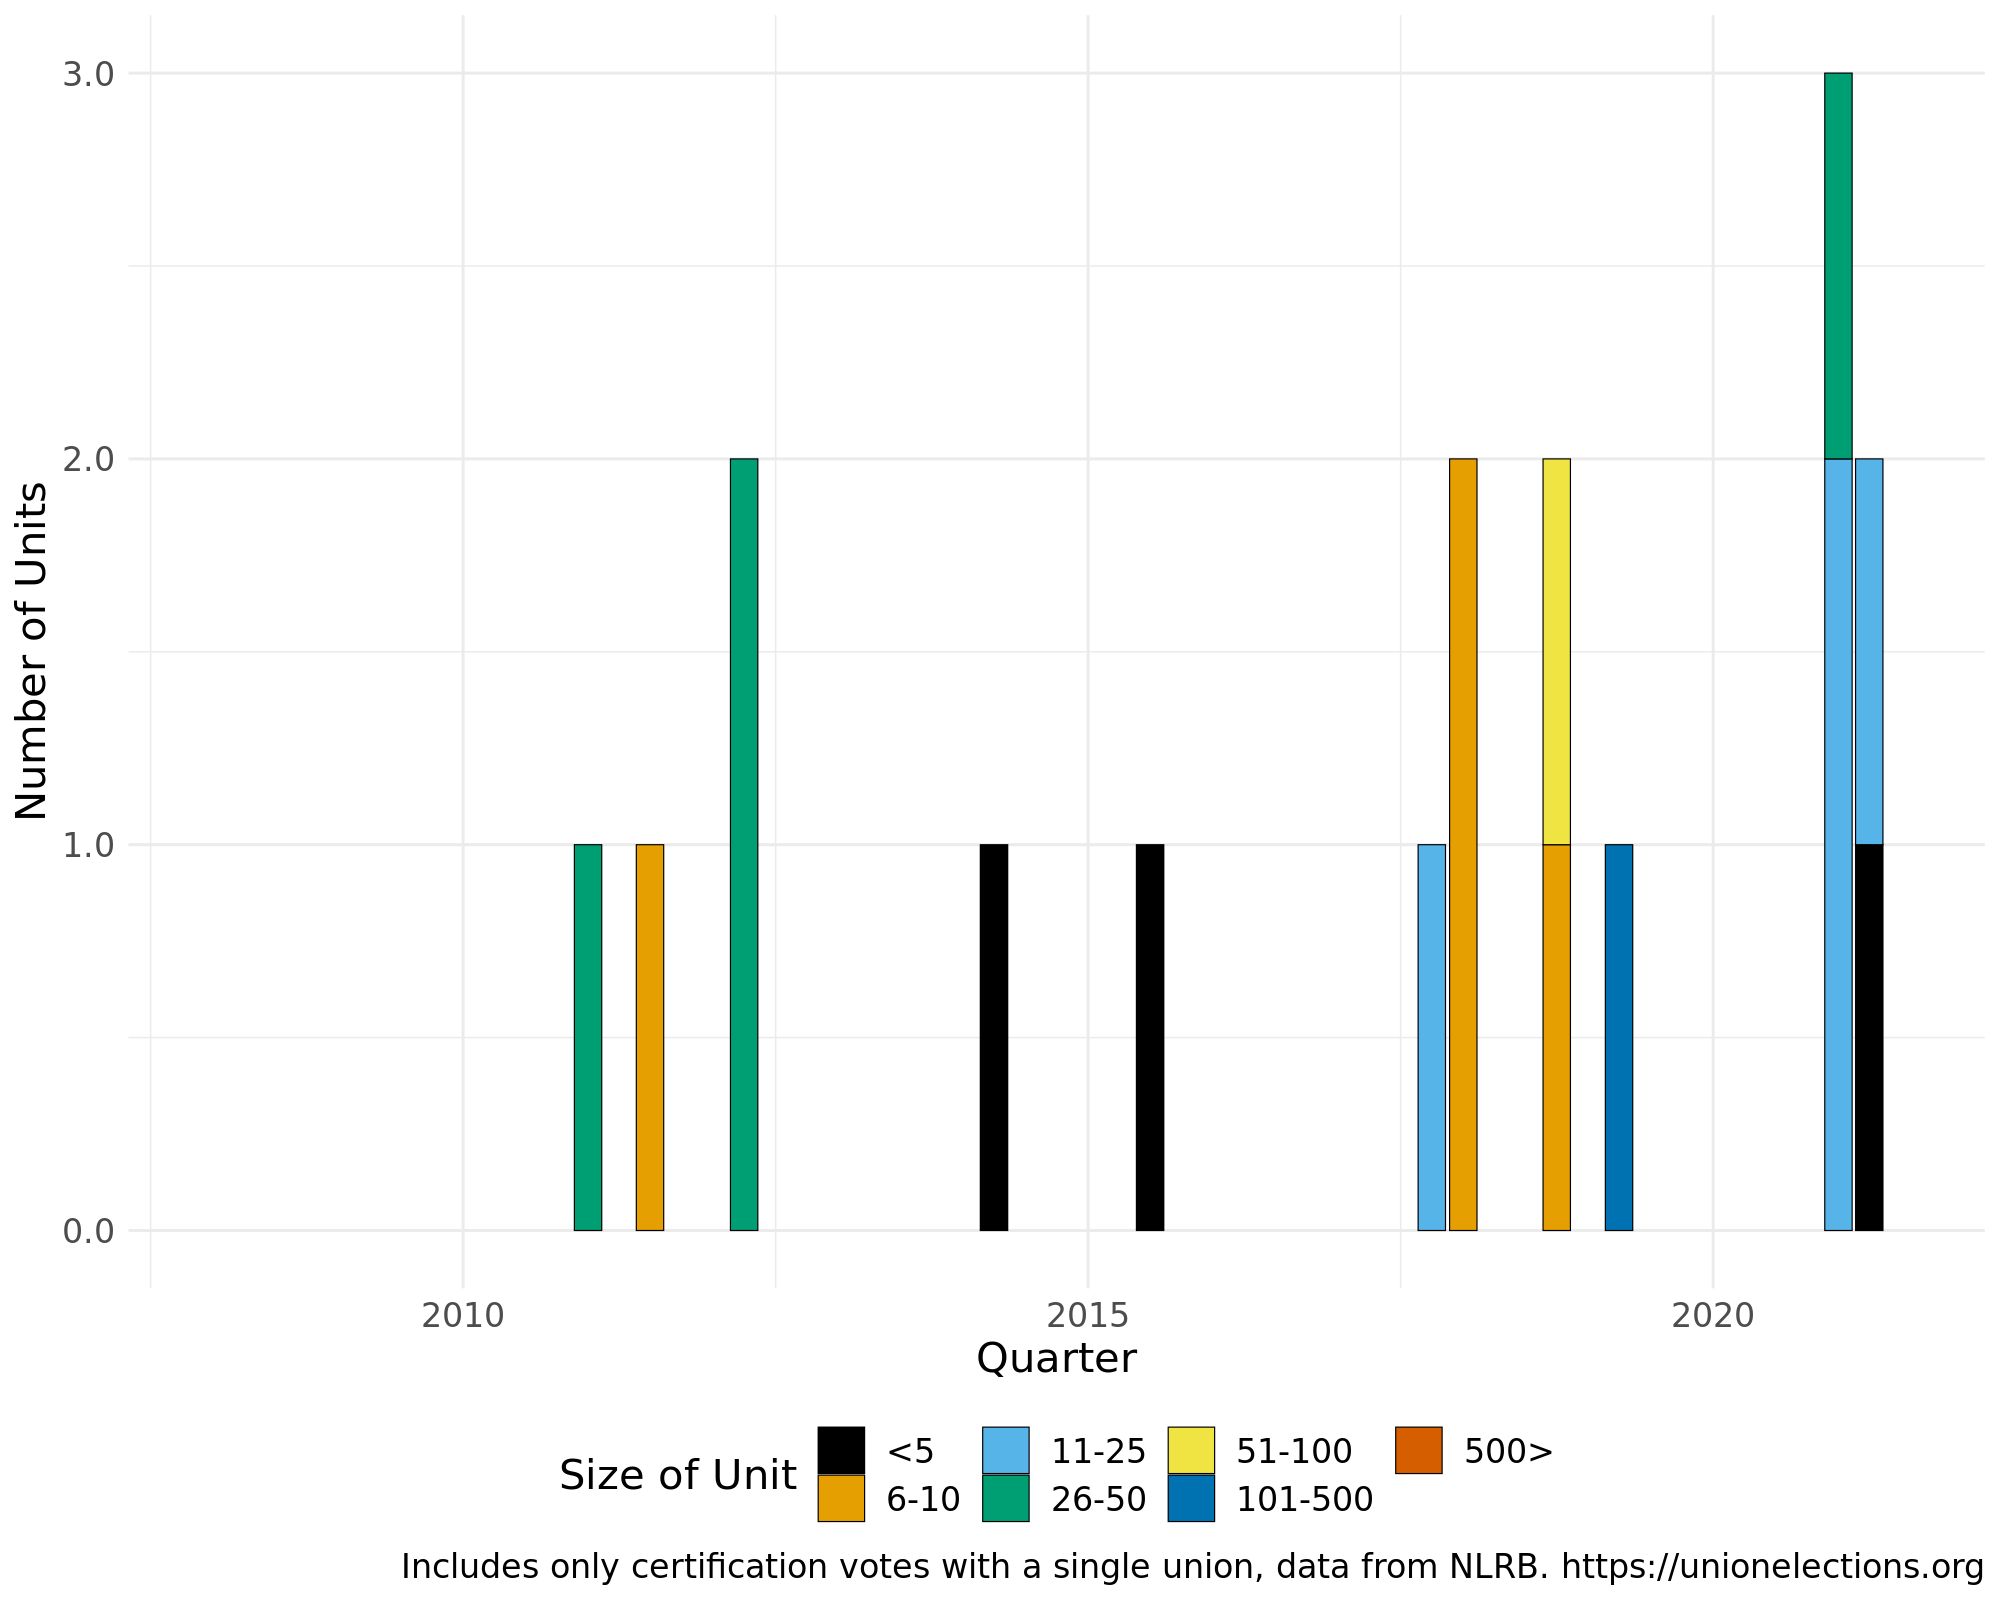 3.0
2.0
1.0
0.0
Number of Units
2010 2015 2020
Quarter
Size of Unit
<5 11-25 51-100 500>
6-10 26-50 101-500
Includes only certification votes with a single union, data from NLRB. https://unionelections.org